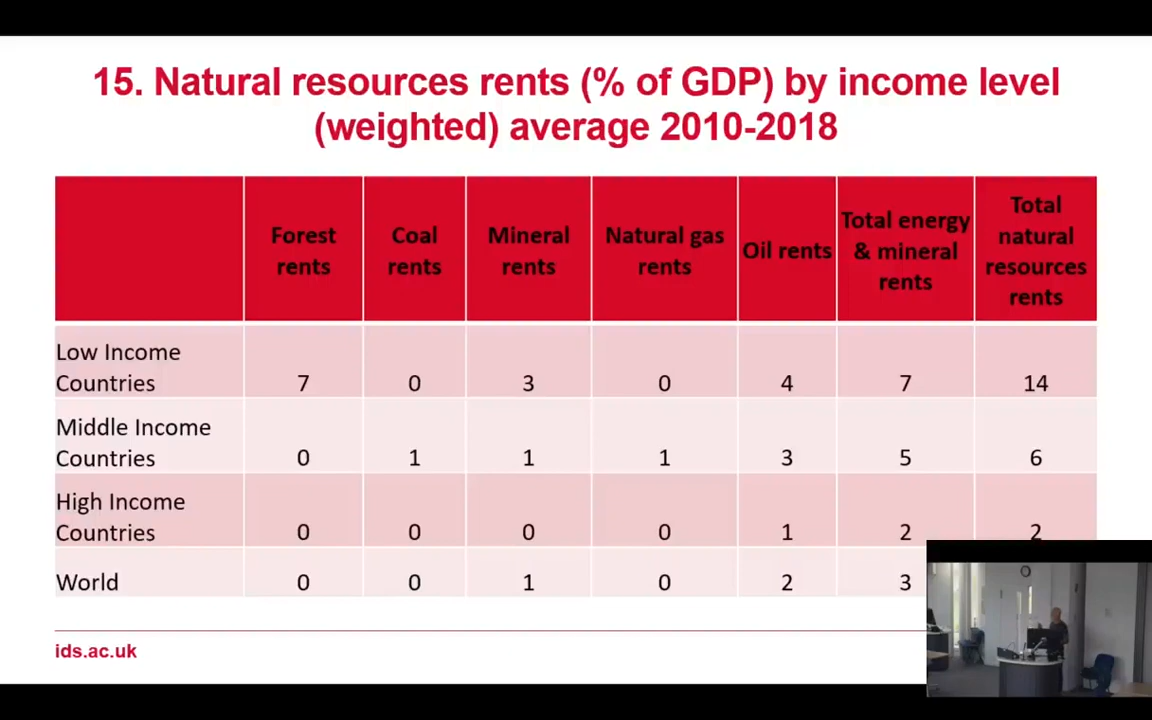 15. Natural resources rents (% of GDP) by income level
(weighted) average 2010-2018
Forest rents Coal rents Mineral rents Natural gas rents Oil rents Total energy & mineral rents Total natural resources rents
Low Income Countries 7 0 3 0 4 7 14
Middle Income Countries 0 1 1 1 3 5 6
High Income Countries 0 0 0 0 1 2 2
World 0 0 1 0 2 3
ids.ac.uk